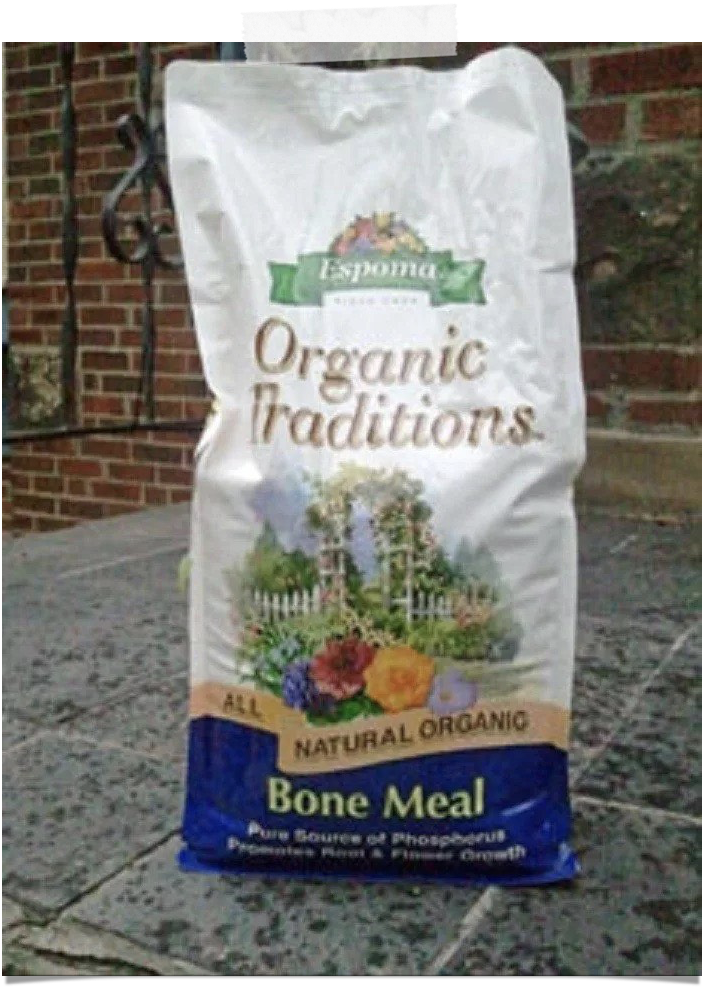 Espoma
Organic
Traditions
ALL
NATURAL ORGANIC
Bone Meal
Pure Source of Phosphorus
Promotes Root & Flower Growth